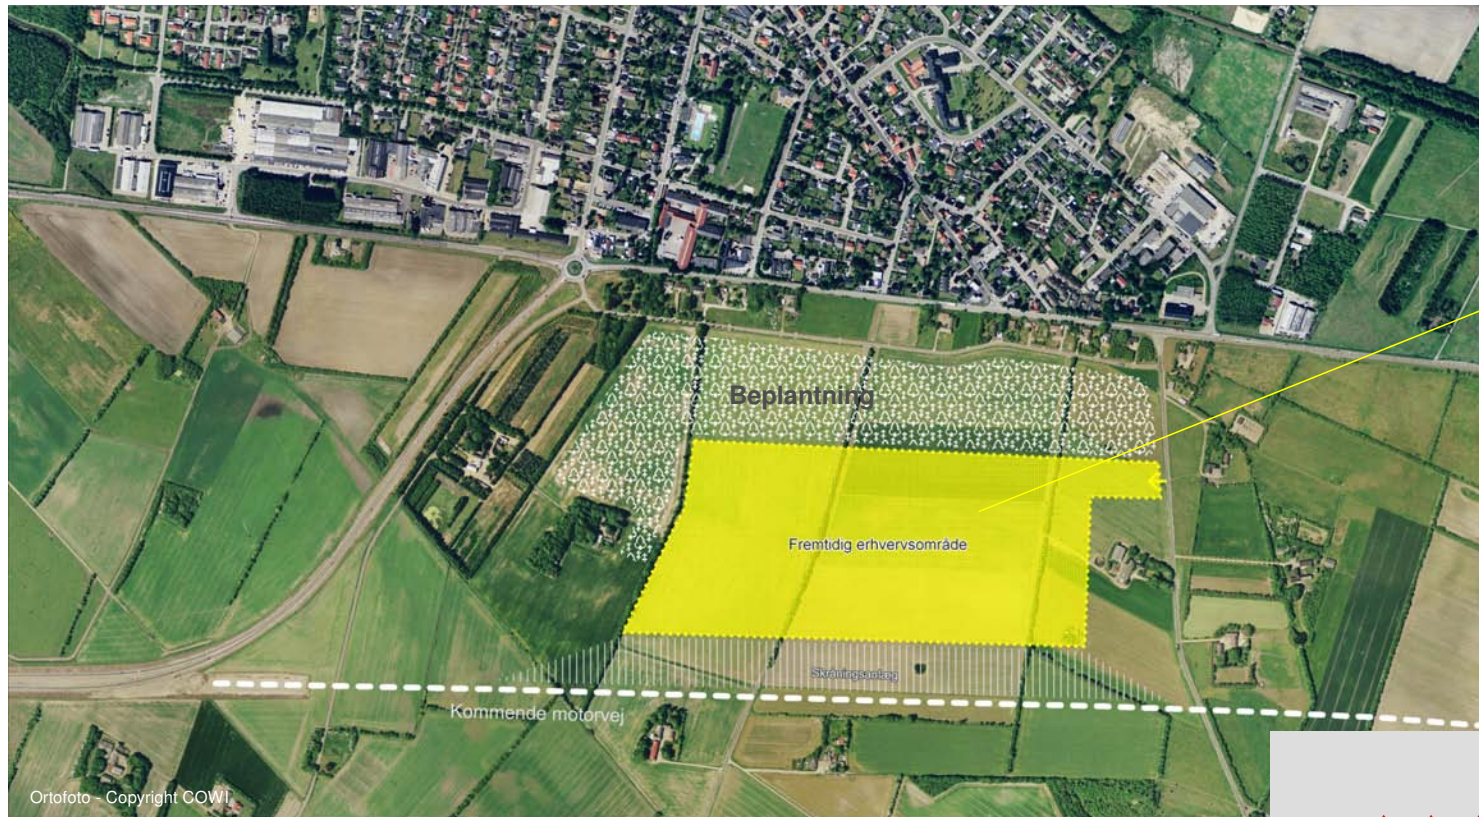 Beplantning
Fremtidig erhvervsområde
Skråningsanlæg
Kommende motorvej
Ortofoto - Copyright COWI